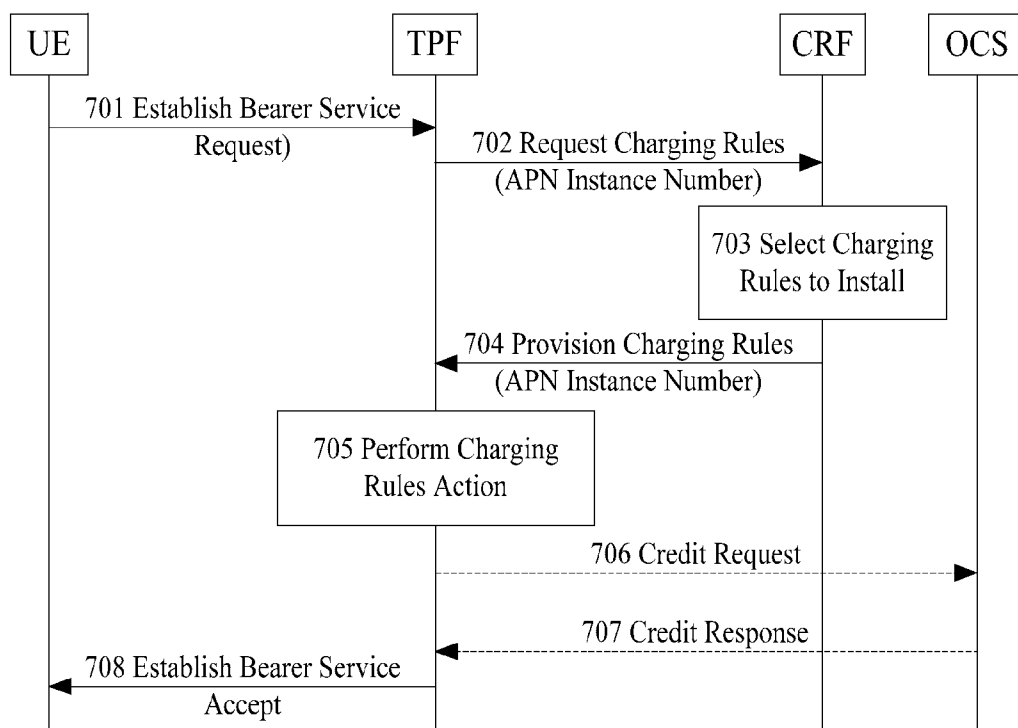 UE
TPF
CRF
OCS
701 Establish Bearer Service
Request)
702 Request Charging Rules
(APN Instance Number)
703 Select Charging
Rules to Install
704 Provision Charging Rules
(APN Instance Number)
705 Perform Charging
Rules Action
706 Credit Request
707 Credit Response
708 Establish Bearer Service
Accept